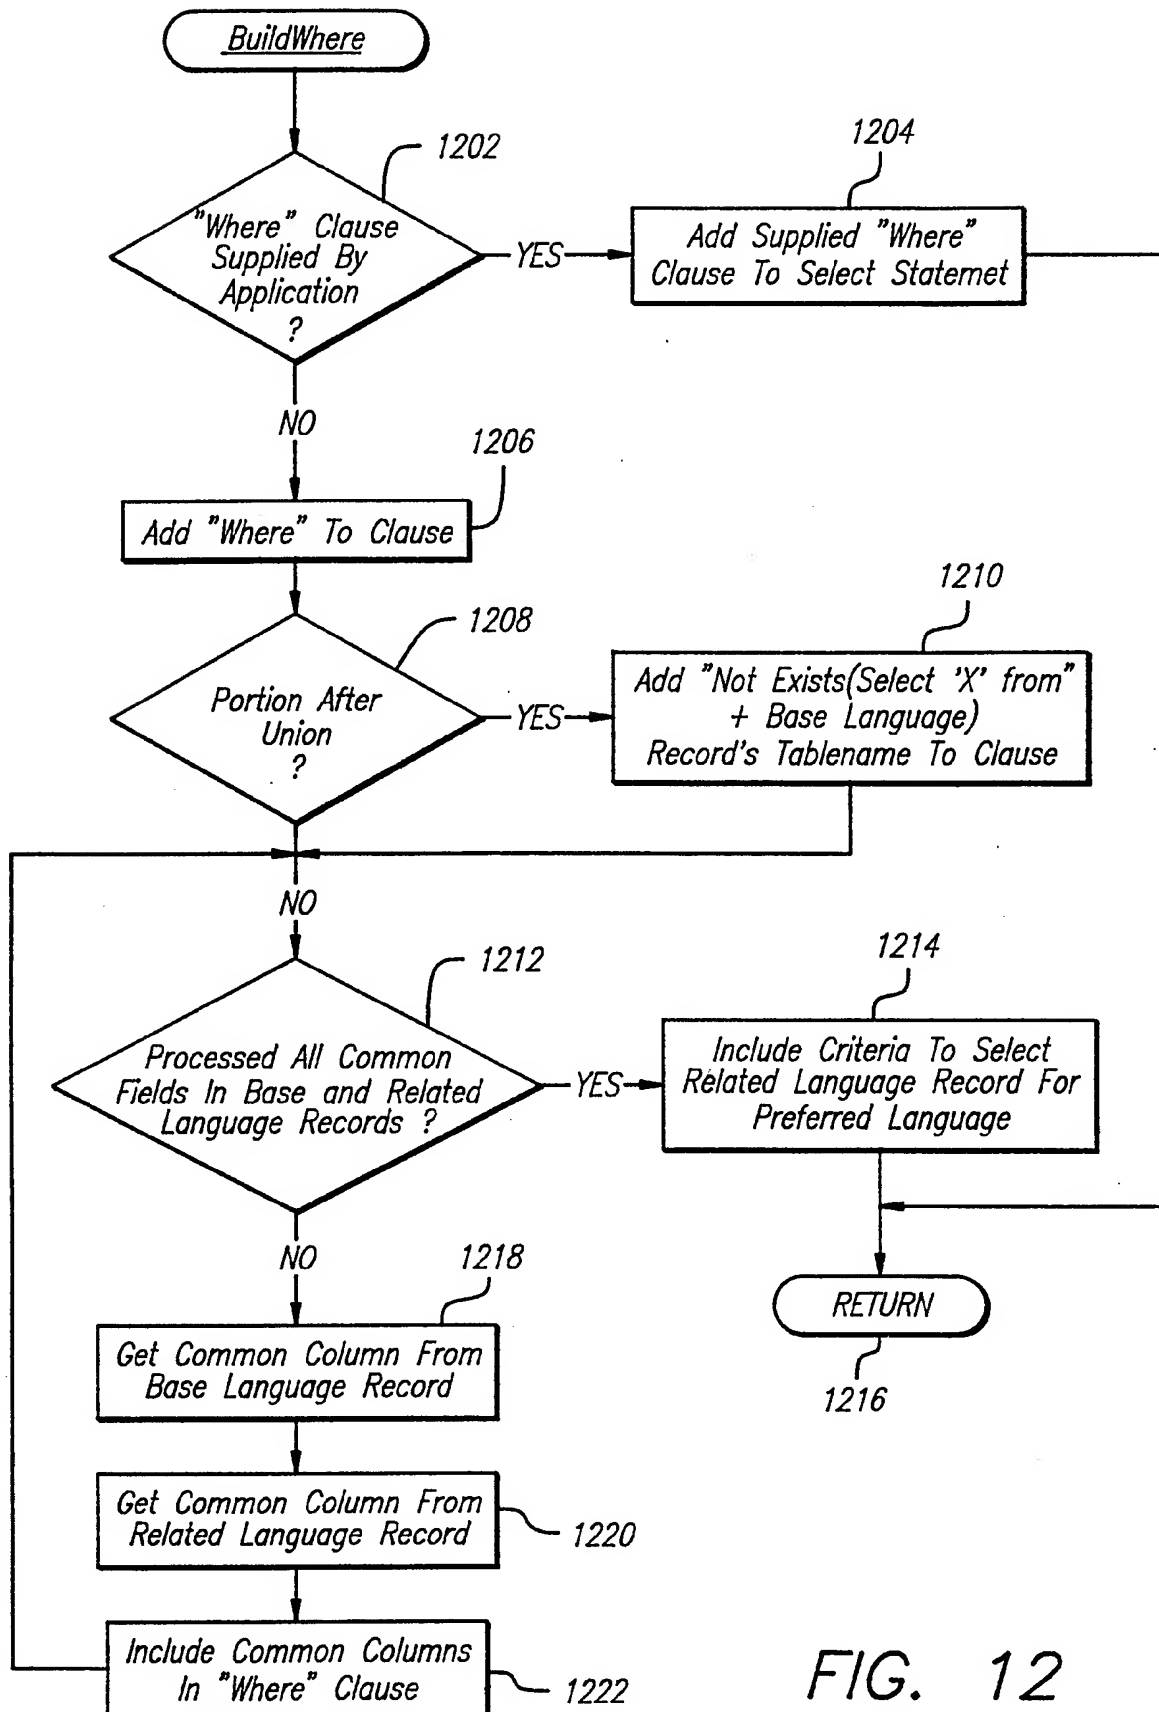 BuildWhere
1202
"Where" Clause
Supplied By
Application
?
YES
1204
Add Supplied "Where"
Clause To Select Statemet
NO
1206
Add "Where" To Clause
1208
Portion After
Union
?
YES
1210
Add "Not Exists(Select 'X' from"
+ Base Language)
Record's Tablename To Clause
NO
1212
Processed All Common
Fields In Base and Related
Language Records ?
YES
1214
Include Criteria To Select
Related Language Record For
Preferred Language
NO
1218
Get Common Column From
Base Language Record
RETURN
1216
Get Common Column From
Related Language Record
1220
Include Common Columns
In "Where" Clause
1222
FIG. 12